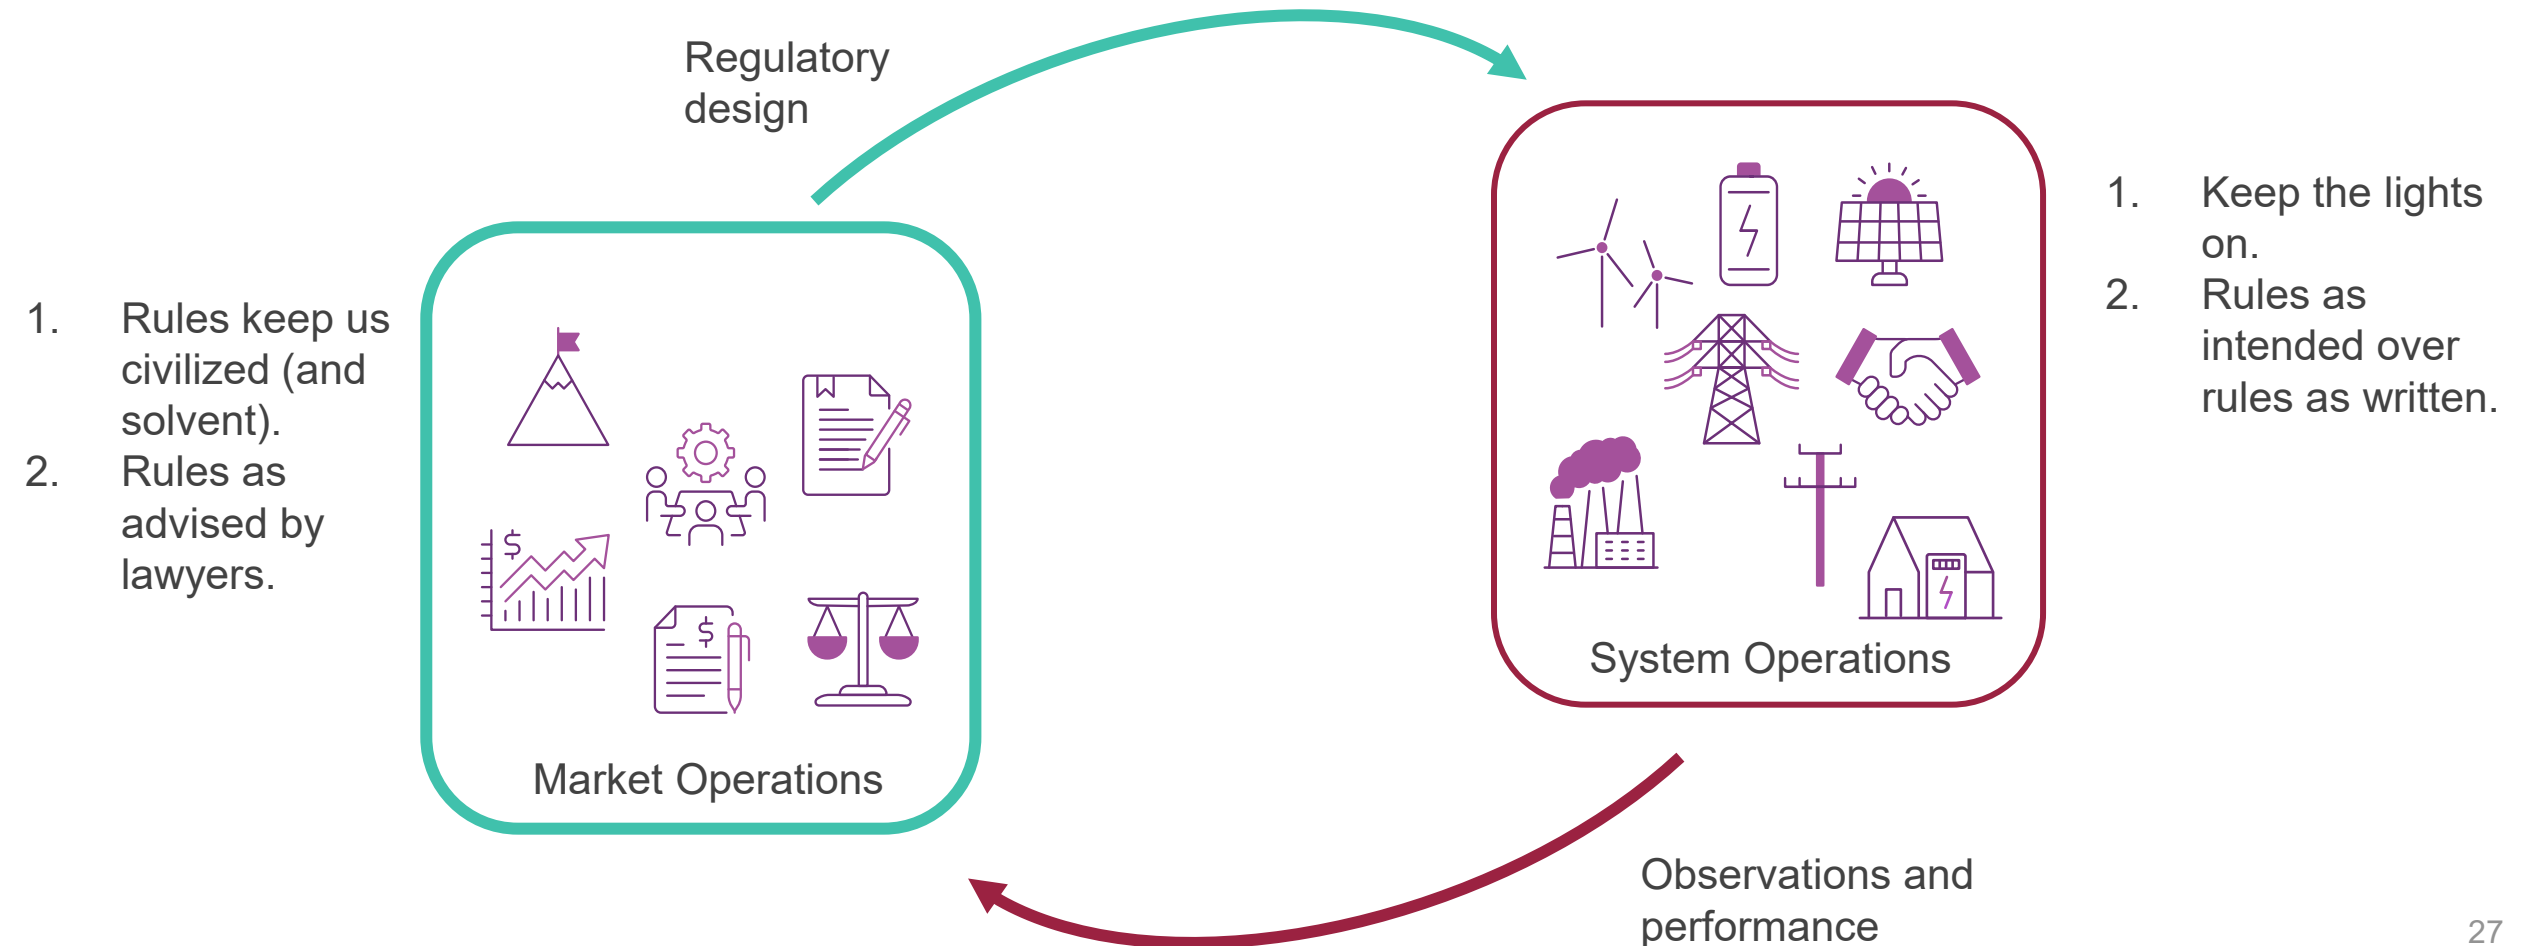 Regulatory
design
1. Rules keep us
civilized (and
solvent).
2. Rules as
advised by
lawyers.
$
$
Market Operations
1. Keep the lights
on.
2. Rules as
intended over
rules as written.
System Operations
Observations and
performance
27